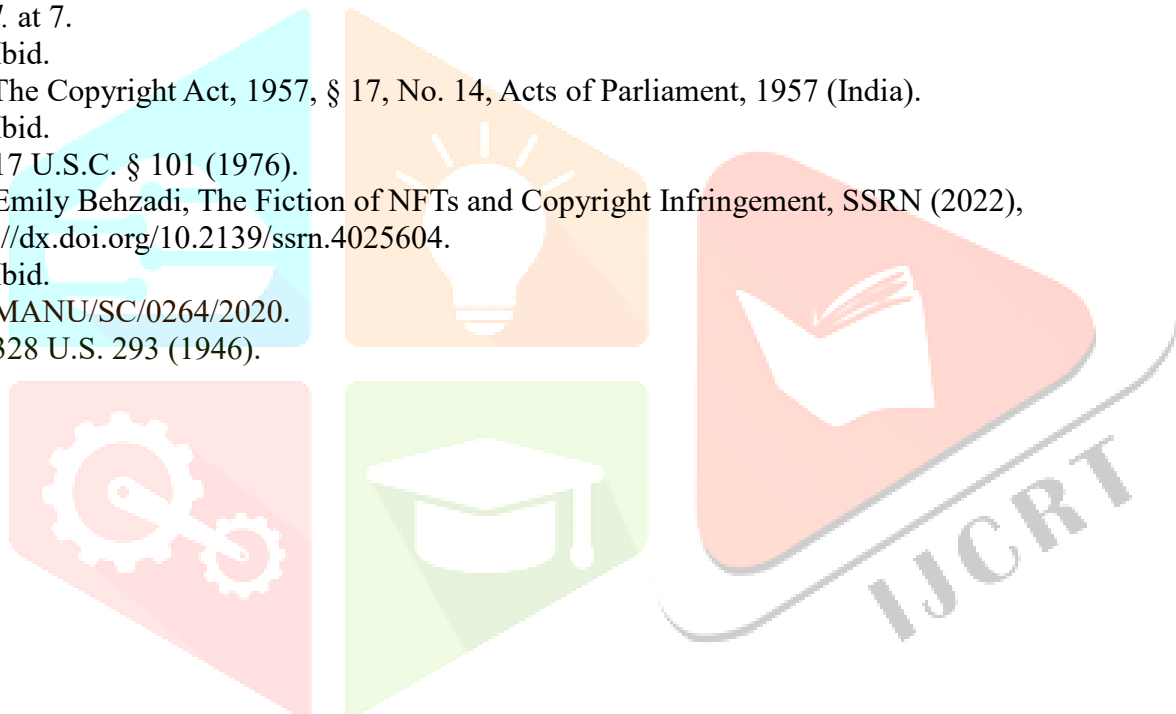 . at 7.
bid.
The Copyright Act, 1957, § 17, No. 14, Acts of Parliament, 1957 (India).
bid.
17 U.S.C. § 101 (1976).
Emily Behzadi, The Fiction of NFTs and Copyright Infringement, SSRN (2022),
//dx.doi.org/10.2139/ssrn.4025604.
bid.
MANU/SC/0264/2020.
328 U.S. 293 (1946).
IJCRT